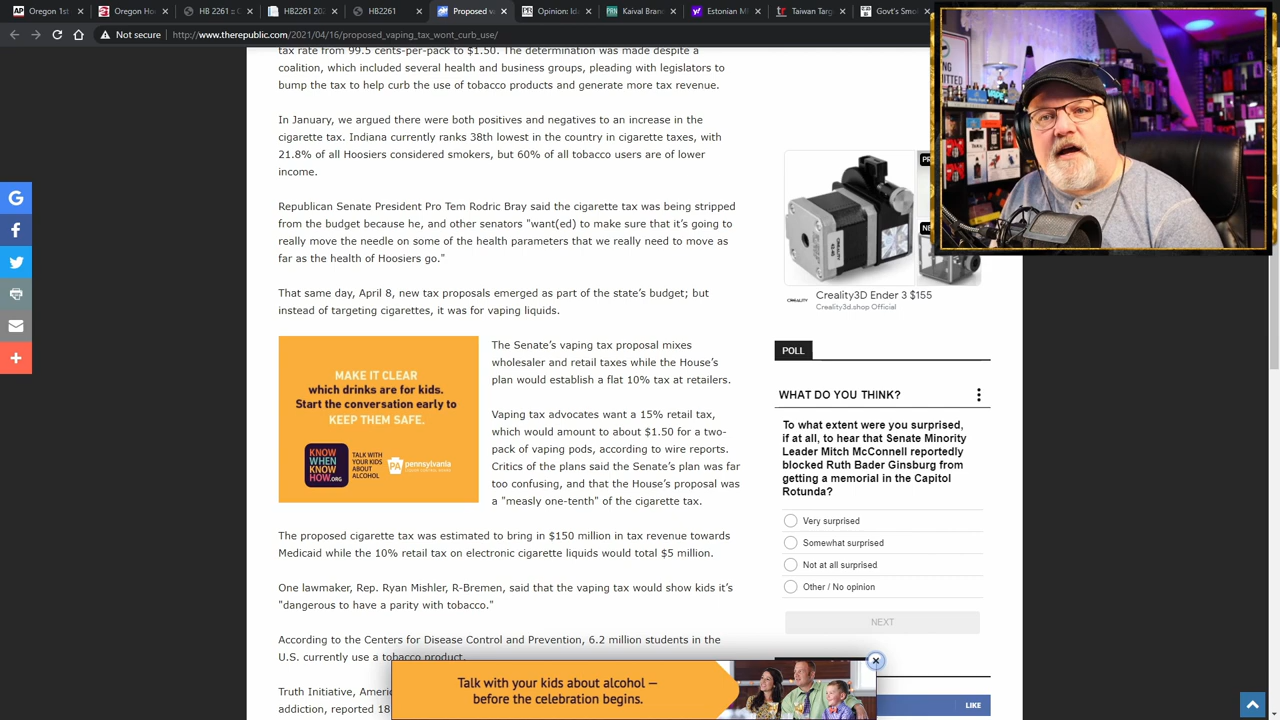 Oregon 1st
Oregon Ho
HB 2261 c
Kaival Bran
Estonian M
Not secure | http://www.therepublic.com/2021/04/16/proposed_vaping_tax_wont_curb_use/
tax rate from 99.5 cents-per-pack to $1.50. The determination was made despite a
coalition, which included several health and business groups, pleading with legislators to
bump the tax to help curb the use of tobacco products and generate more tax revenue.
In January, we argued there were both positives and negatives to an increase in the
cigarette tax. Indiana currently ranks 38th lowest in the country in cigarette taxes, with
21.8% of all Hoosiers considered smokers, but 60% of all tobacco users are of lower
income.
Republican Senate President Pro Tem Rodric Bray said the cigarette tax was being stripped
from the budget because he, and other senators "want(ed) to make sure that it's going to
really move the needle on some of the health parameters that we really need to move as
far as the health of Hoosiers go."
That same day, April 8, new tax proposals emerged as part of the state's budget; but
instead of targeting cigarettes, it was for vaping liquids.
MAKE IT CLEAR
which drinks are for kids.
Start the conversation early to
KEEP THEM SAFE.
KNOW
WHEN
KNOW
HOW.ORG
TALK WITH
YOUR KIDS
ABOUT
ALCOHOL
PA pennsylvania
The Senate's vaping tax proposal mixes
wholesaler and retail taxes while the House's
plan would establish a flat 10% tax at retailers.
Vaping tax advocates want a 15% retail tax,
which would amount to about $1.50 for a two-
pack of vaping pods, according to wire reports.
Critics of the plans said the Senate's plan was far
too confusing, and that the House's proposal was
a "measly one-tenth" of the cigarette tax.
The proposed cigarette tax was estimated to bring in $150 million in tax revenue towards
Medicaid while the 10% retail tax on electronic cigarette liquids would total $5 million.
One lawmaker, Rep. Ryan Mishler, R-Bremen, said that the vaping tax would show kids it's
"dangerous to have a parity with tobacco."
According to the Centers for Disease Control and Prevention, 6.2 million students in the
U.S. currently use a tobacco product.
Truth Initiative, Americ
addiction, reported 18
Talk with your kids about alcohol —
before the celebration begins.
PR
NE
CREALITY
Creality3D Ender 3 $155
Creality3d.shop Official
POLL
WHAT DO YOU THINK?
To what extent were you surprised,
if at all, to hear that Senate Minority
Leader Mitch McConnell reportedly
blocked Ruth Bader Ginsburg from
getting a memorial in the Capitol
Rotunda?
Very surprised
Somewhat surprised
Not at all surprised
Other / No opinion
NEXT
LIKE